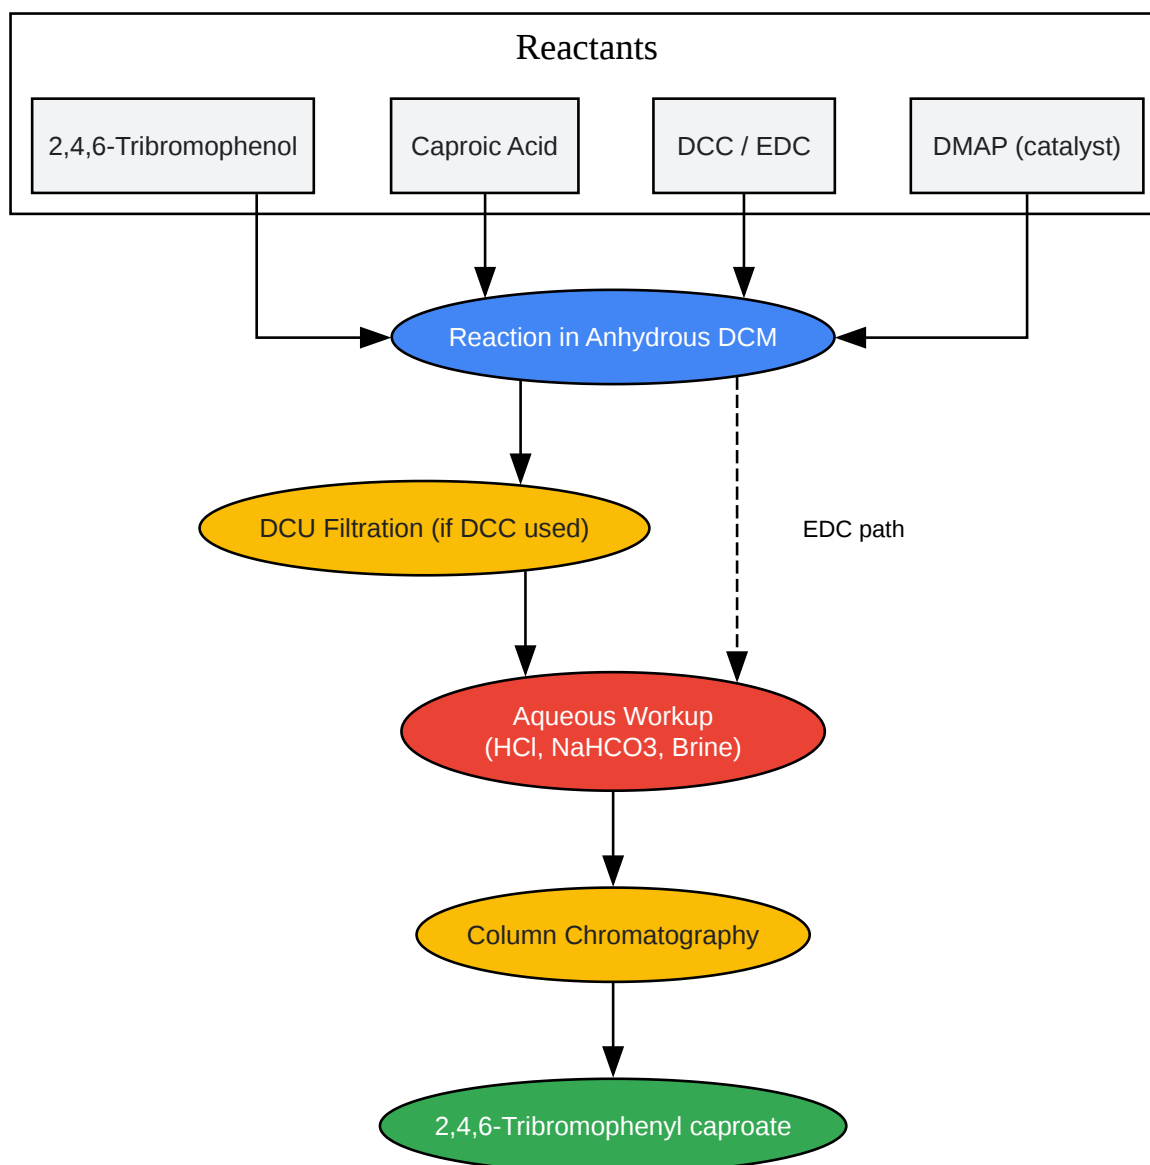 Reactants
2,4,6-Tribromophenol
Caproic Acid
DCC / EDC
DMAP (catalyst)
Reaction in Anhydrous DCM
DCU Filtration (if DCC used)
EDC path
Aqueous Workup
(HCl, NaHCO3, Brine)
Column Chromatography
2,4,6-Tribromophenyl caproate